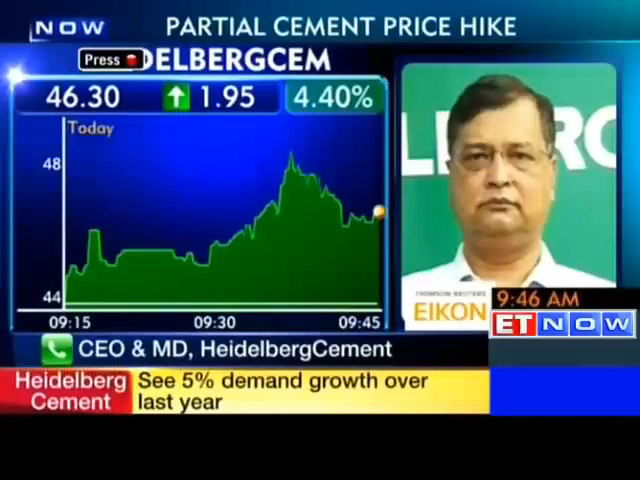 NOW
PARTIAL CEMENT PRICE HIKE
Press
ELBERGCEM
46.30 1.95 4.40%
Today
48
44
09:15 09:30 09:45
THOMSON REUTERS
EIKON
9:46 AM
ET NOW
CEO & MD, HeidelbergCement
Heidelberg
Cement
See 5% demand growth over
last year